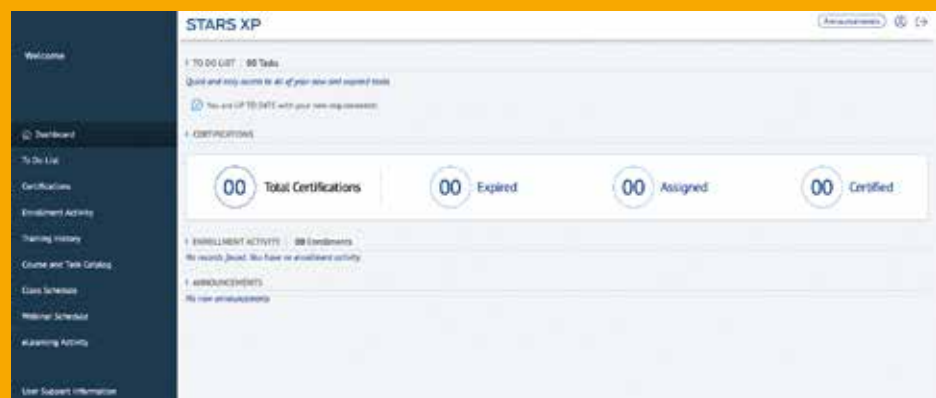 STARS XP
Announcements
Welcome
TO DO LIST | 00 Tasks
Quick and easy access to all of your new and expired tasks
You are UP TO DATE with your new requirements
Dashboard
To Do List
Certifications
Enrollment Activity
Training History
Course and Task Catalog
Class Schedule
Webinar Schedule
eLearning Activity
User Support Information
CERTIFICATIONS
00 Total Certifications
00 Expired
00 Assigned
00 Certified
ENROLLMENT ACTIVITY | 00 Enrollments
No records found. You have no enrollment activity
ANNOUNCEMENTS
No new announcements